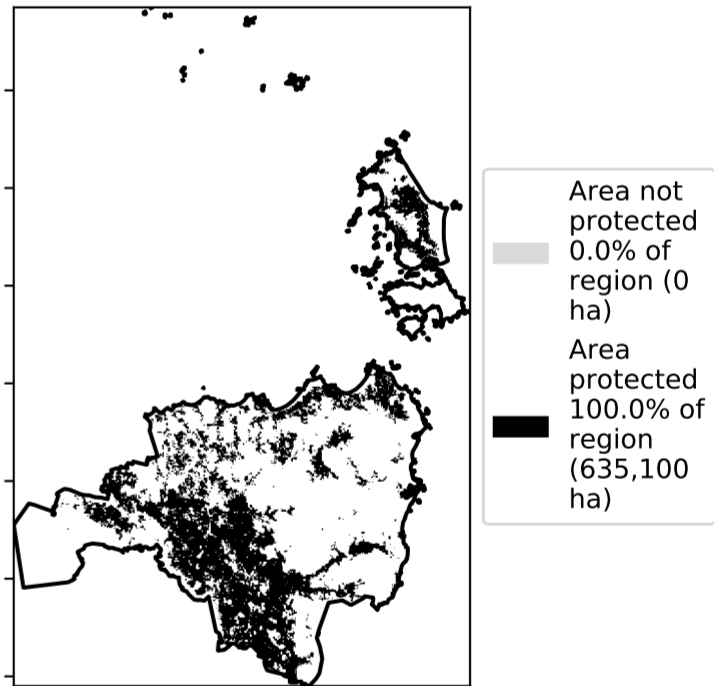 Area not
protected
0.0% of
region (0
ha)
Area
protected
100.0% of
region
(635,100
ha)